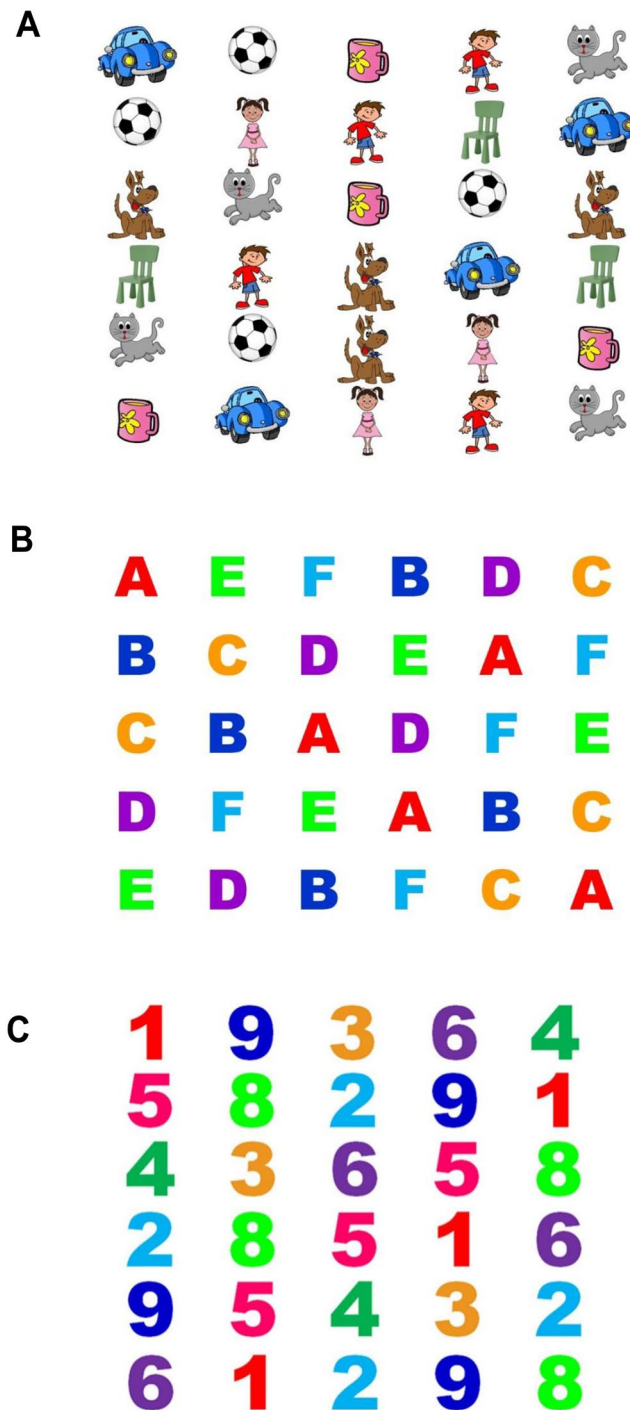 A
B
A E F B D C
B C D E A F
C B A D F E
D F E A B C
E D B F C A
C
1 9 3 6 4
5 8 2 9 1
4 3 6 5 8
2 8 5 1 6
9 5 4 3 2
6 1 2 9 8